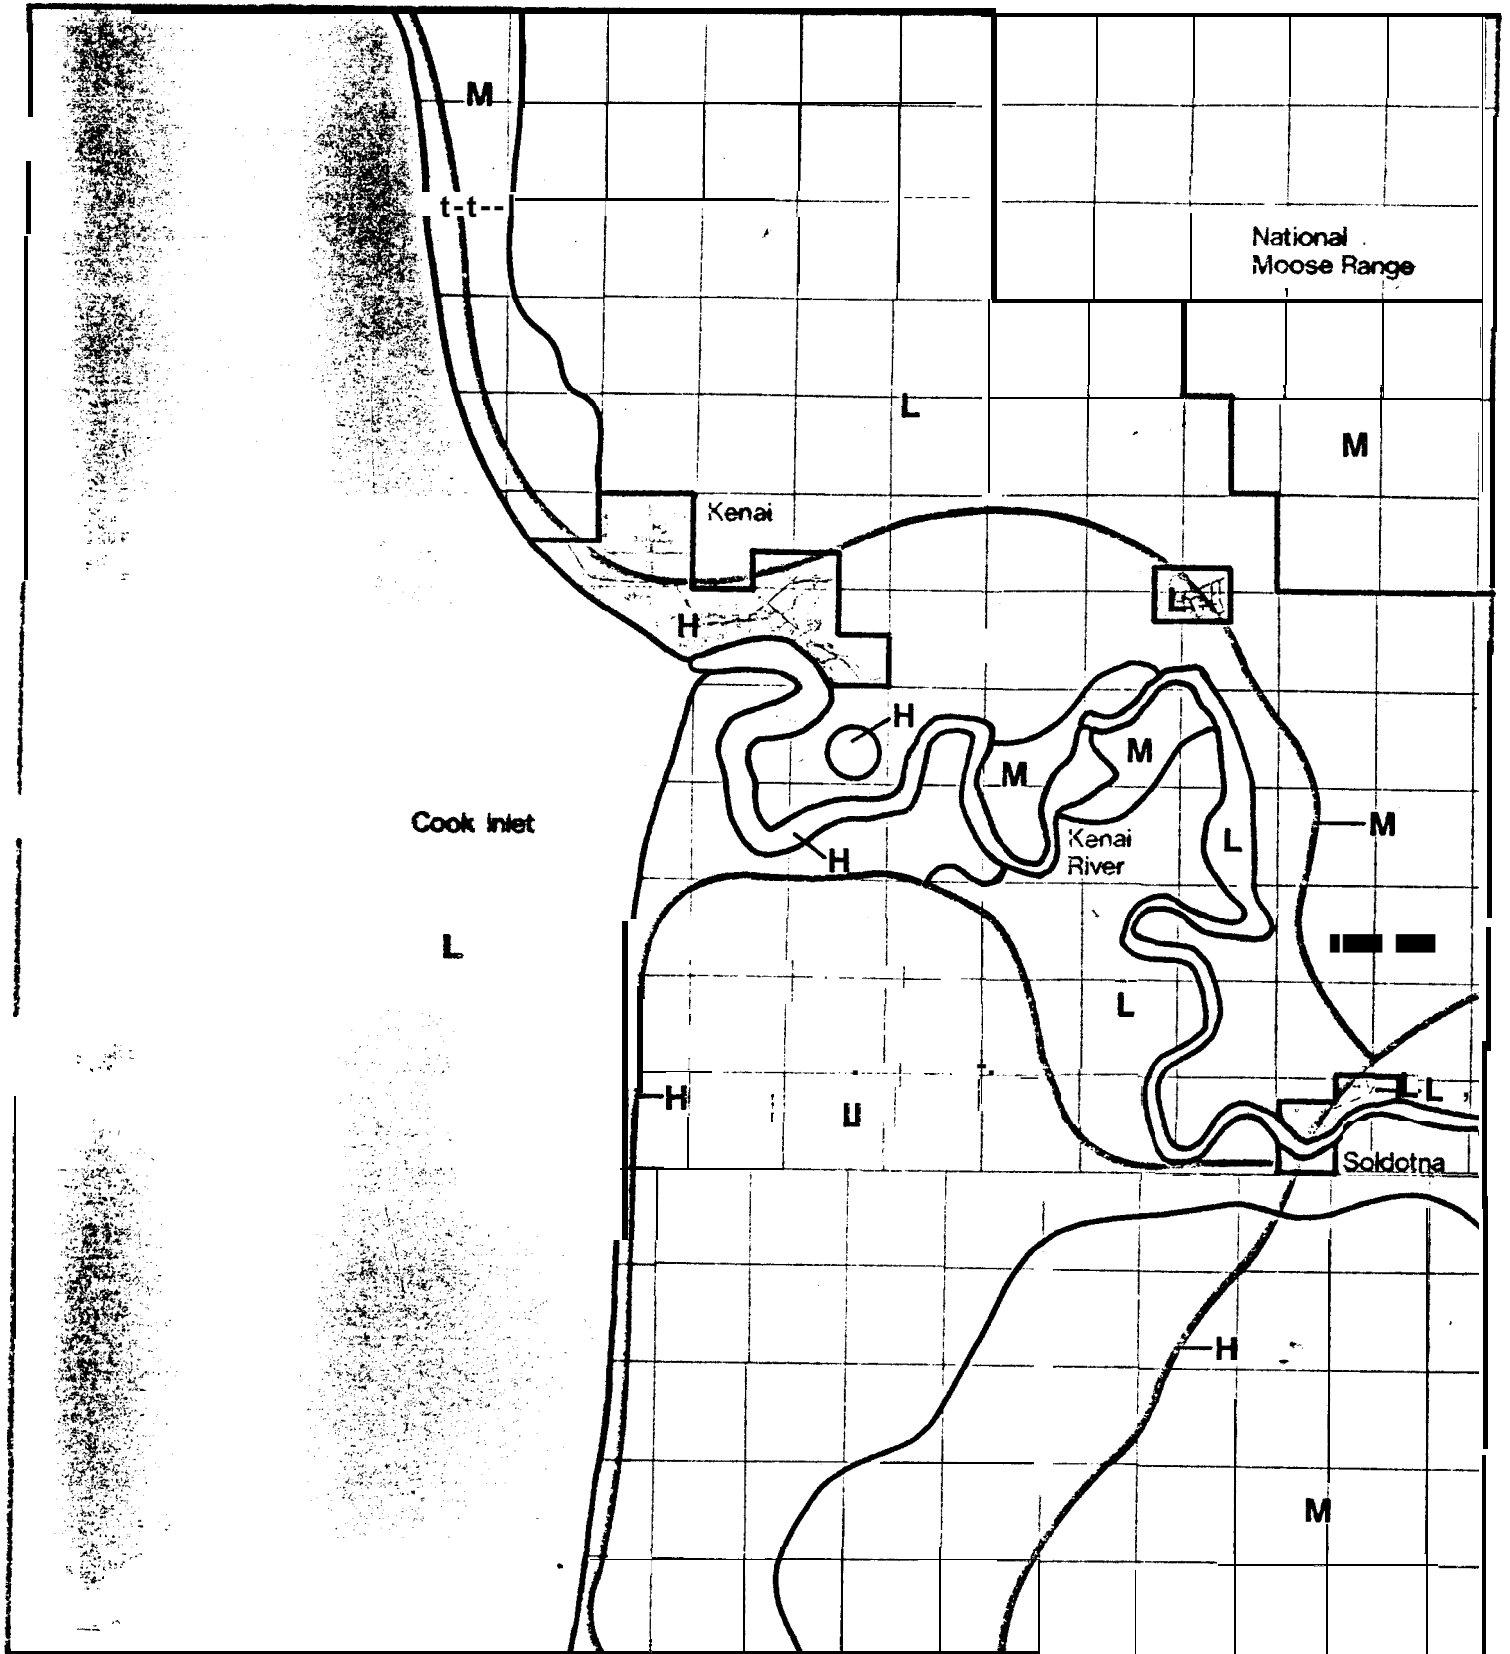 M
t-t--
National
Moose Range
L
M
Kenai
L
H
H
M
M
Cook Inlet
M
Kenai
River
L
H
L
L
H
L
Soldotna
H
M